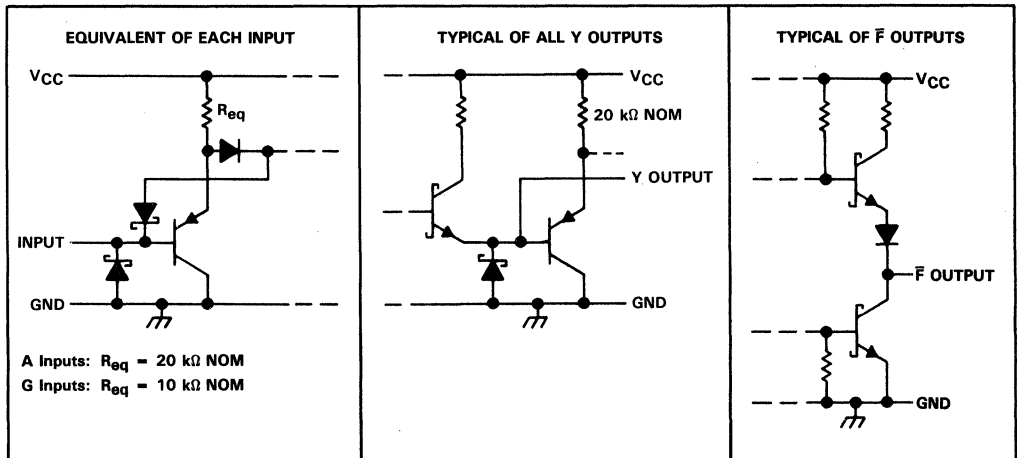 EQUIVALENT OF EACH INPUT
VCC
Req
INPUT
GND
A Inputs: Req = 20 kΩ NOM
G Inputs: Req = 10 kΩ NOM
TYPICAL OF ALL Y OUTPUTS
VCC
20 kΩ NOM
Y OUTPUT
GND
TYPICAL OF F̅ OUTPUTS
VCC
F̅ OUTPUT
GND